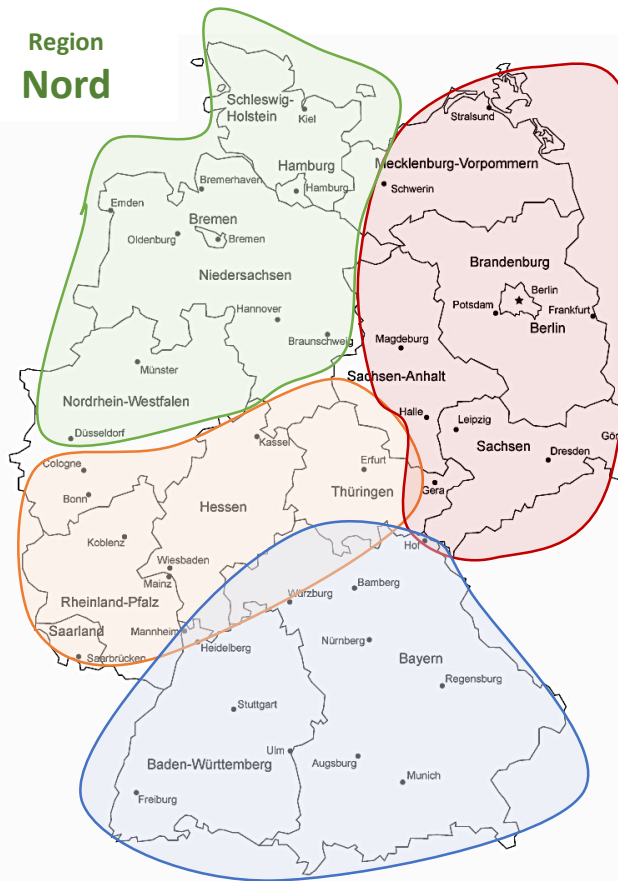 Region
Nord
Schleswig-
Holstein
Kiel
Stralsund
Mecklenburg-Vorpommern
Hamburg
Hamburg
Schwerin
Bremerhaven
Emden
Bremen
Oldenburg
Bremen
Niedersachsen
Brandenburg
Berlin
Potsdam
Frankfurt
Berlin
Hannover
Braunschweig
Magdeburg
Münster
Sachsen-Anhalt
Nordrhein-Westfalen
Halle
Leipzig
Düsseldorf
Kassel
Sachsen
Gör
Dresden
Cologne
Erfurt
Thüringen
Gera
Bonn
Hessen
Koblenz
Hof
Wiesbaden
Mainz
Bamberg
Rheinland-Pfalz
Würzburg
Saarland
Mannheim
Heidelberg
Nürnberg
Saarbrücken
Bayern
Regensburg
Stuttgart
Ulm
Augsburg
Baden-Württemberg
Munich
Freiburg